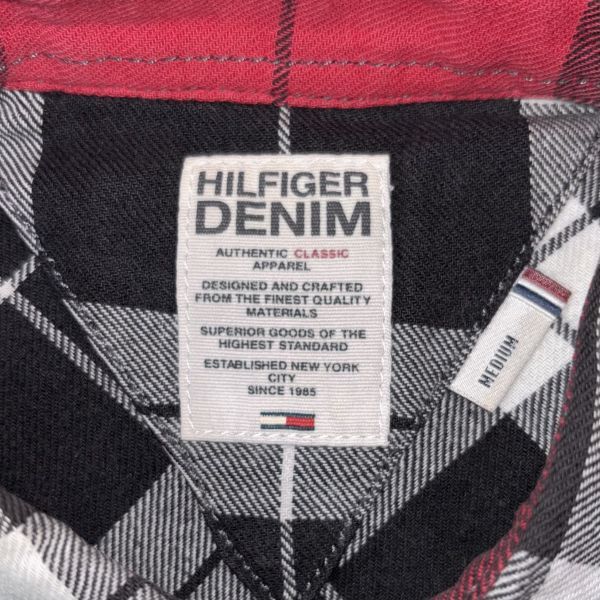 HILFIGER
DENIM
AUTHENTIC CLASSIC
APPAREL
DESIGNED AND CRAFTED
FROM THE FINEST QUALITY
MATERIALS
SUPERIOR GOODS OF THE
HIGHEST STANDARD
ESTABLISHED NEW YORK
CITY
SINCE 1985
MEDIUM